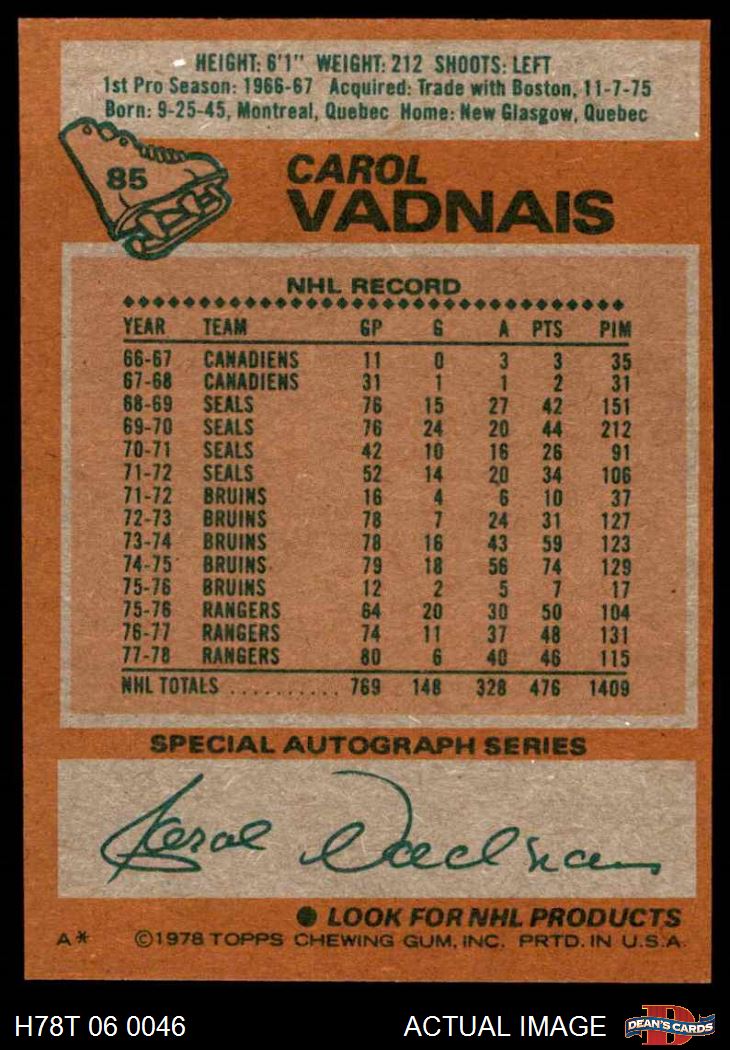 HEIGHT: 6'1" WEIGHT: 212 SHOOTS: LEFT
1st Pro Season: 1966-67 Acquired: Trade with Boston, 11-7-75
Born: 9-25-45, Montreal, Quebec Home: New Glasgow, Quebec
85
CAROL
VADNAIS
NHL RECORD
YEAR TEAM GP G A PTS PIM
66-67 CANADIENS 11 0 3 3 35
67-68 CANADIENS 31 1 1 2 31
68-69 SEALS 76 15 27 42 151
69-70 SEALS 76 24 20 44 212
70-71 SEALS 42 10 16 26 91
71-72 SEALS 52 14 20 34 106
71-72 BRUINS 16 4 6 10 37
72-73 BRUINS 78 7 24 31 127
73-74 BRUINS 78 16 43 59 123
74-75 BRUINS 79 18 56 74 129
75-76 BRUINS 12 2 5 7 17
75-76 RANGERS 64 20 30 50 104
76-77 RANGERS 74 11 37 48 131
77-78 RANGERS 80 6 40 46 115
NHL TOTALS .......... 769 148 328 476 1409
SPECIAL AUTOGRAPH SERIES
Carol Vadnais
● LOOK FOR NHL PRODUCTS
A* ©1978 TOPPS CHEWING GUM, INC. PRTD. IN U.S.A.
H78T 06 0046 ACTUAL IMAGE D DEAN'S CARDS